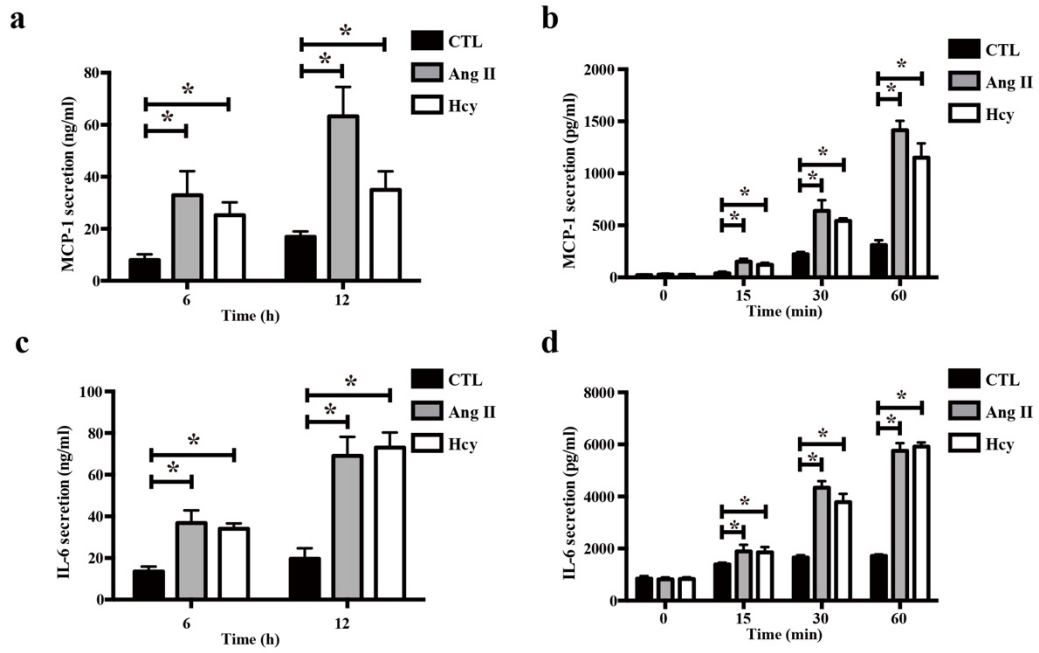 a
CTL
Ang II
Hcy
MCP-1 secretion (ng/ml)
80
60
40
20
0
*
*
*
*
6
12
Time (h)
b
CTL
Ang II
Hcy
MCP-1 secretion (pg/ml)
2000
1500
1000
500
0
*
*
*
*
*
*
0
15
30
60
Time (min)
c
CTL
Ang II
Hcy
IL-6 secretion (ng/ml)
100
80
60
40
20
0
*
*
*
*
6
12
Time (h)
d
CTL
Ang II
Hcy
IL-6 secretion (pg/ml)
8000
6000
4000
2000
0
*
*
*
*
*
*
0
15
30
60
Time (min)